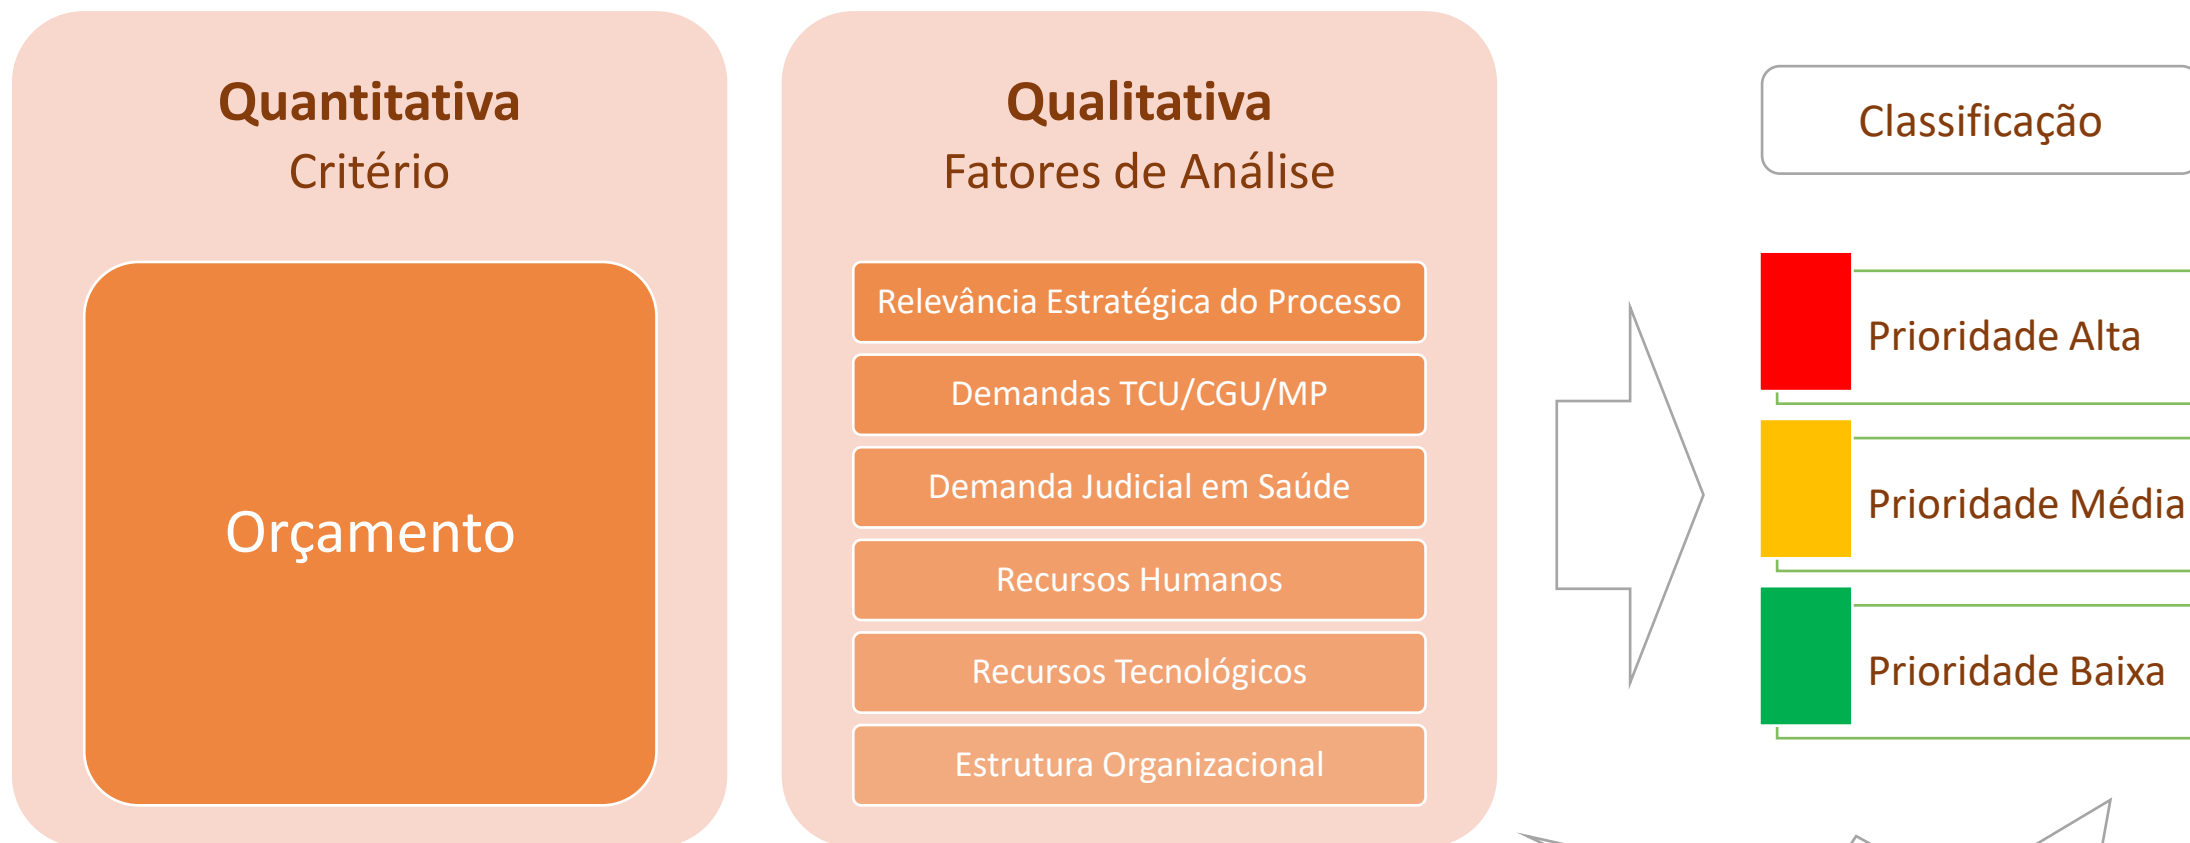 Quantitativa
Critério
Orçamento
Qualitativa
Fatores de Análise
Relevância Estratégica do Processo
Demandas TCU/CGU/MP
Demanda Judicial em Saúde
Recursos Humanos
Recursos Tecnológicos
Estrutura Organizacional
Classificação
Prioridade Alta
Prioridade Média
Prioridade Baixa